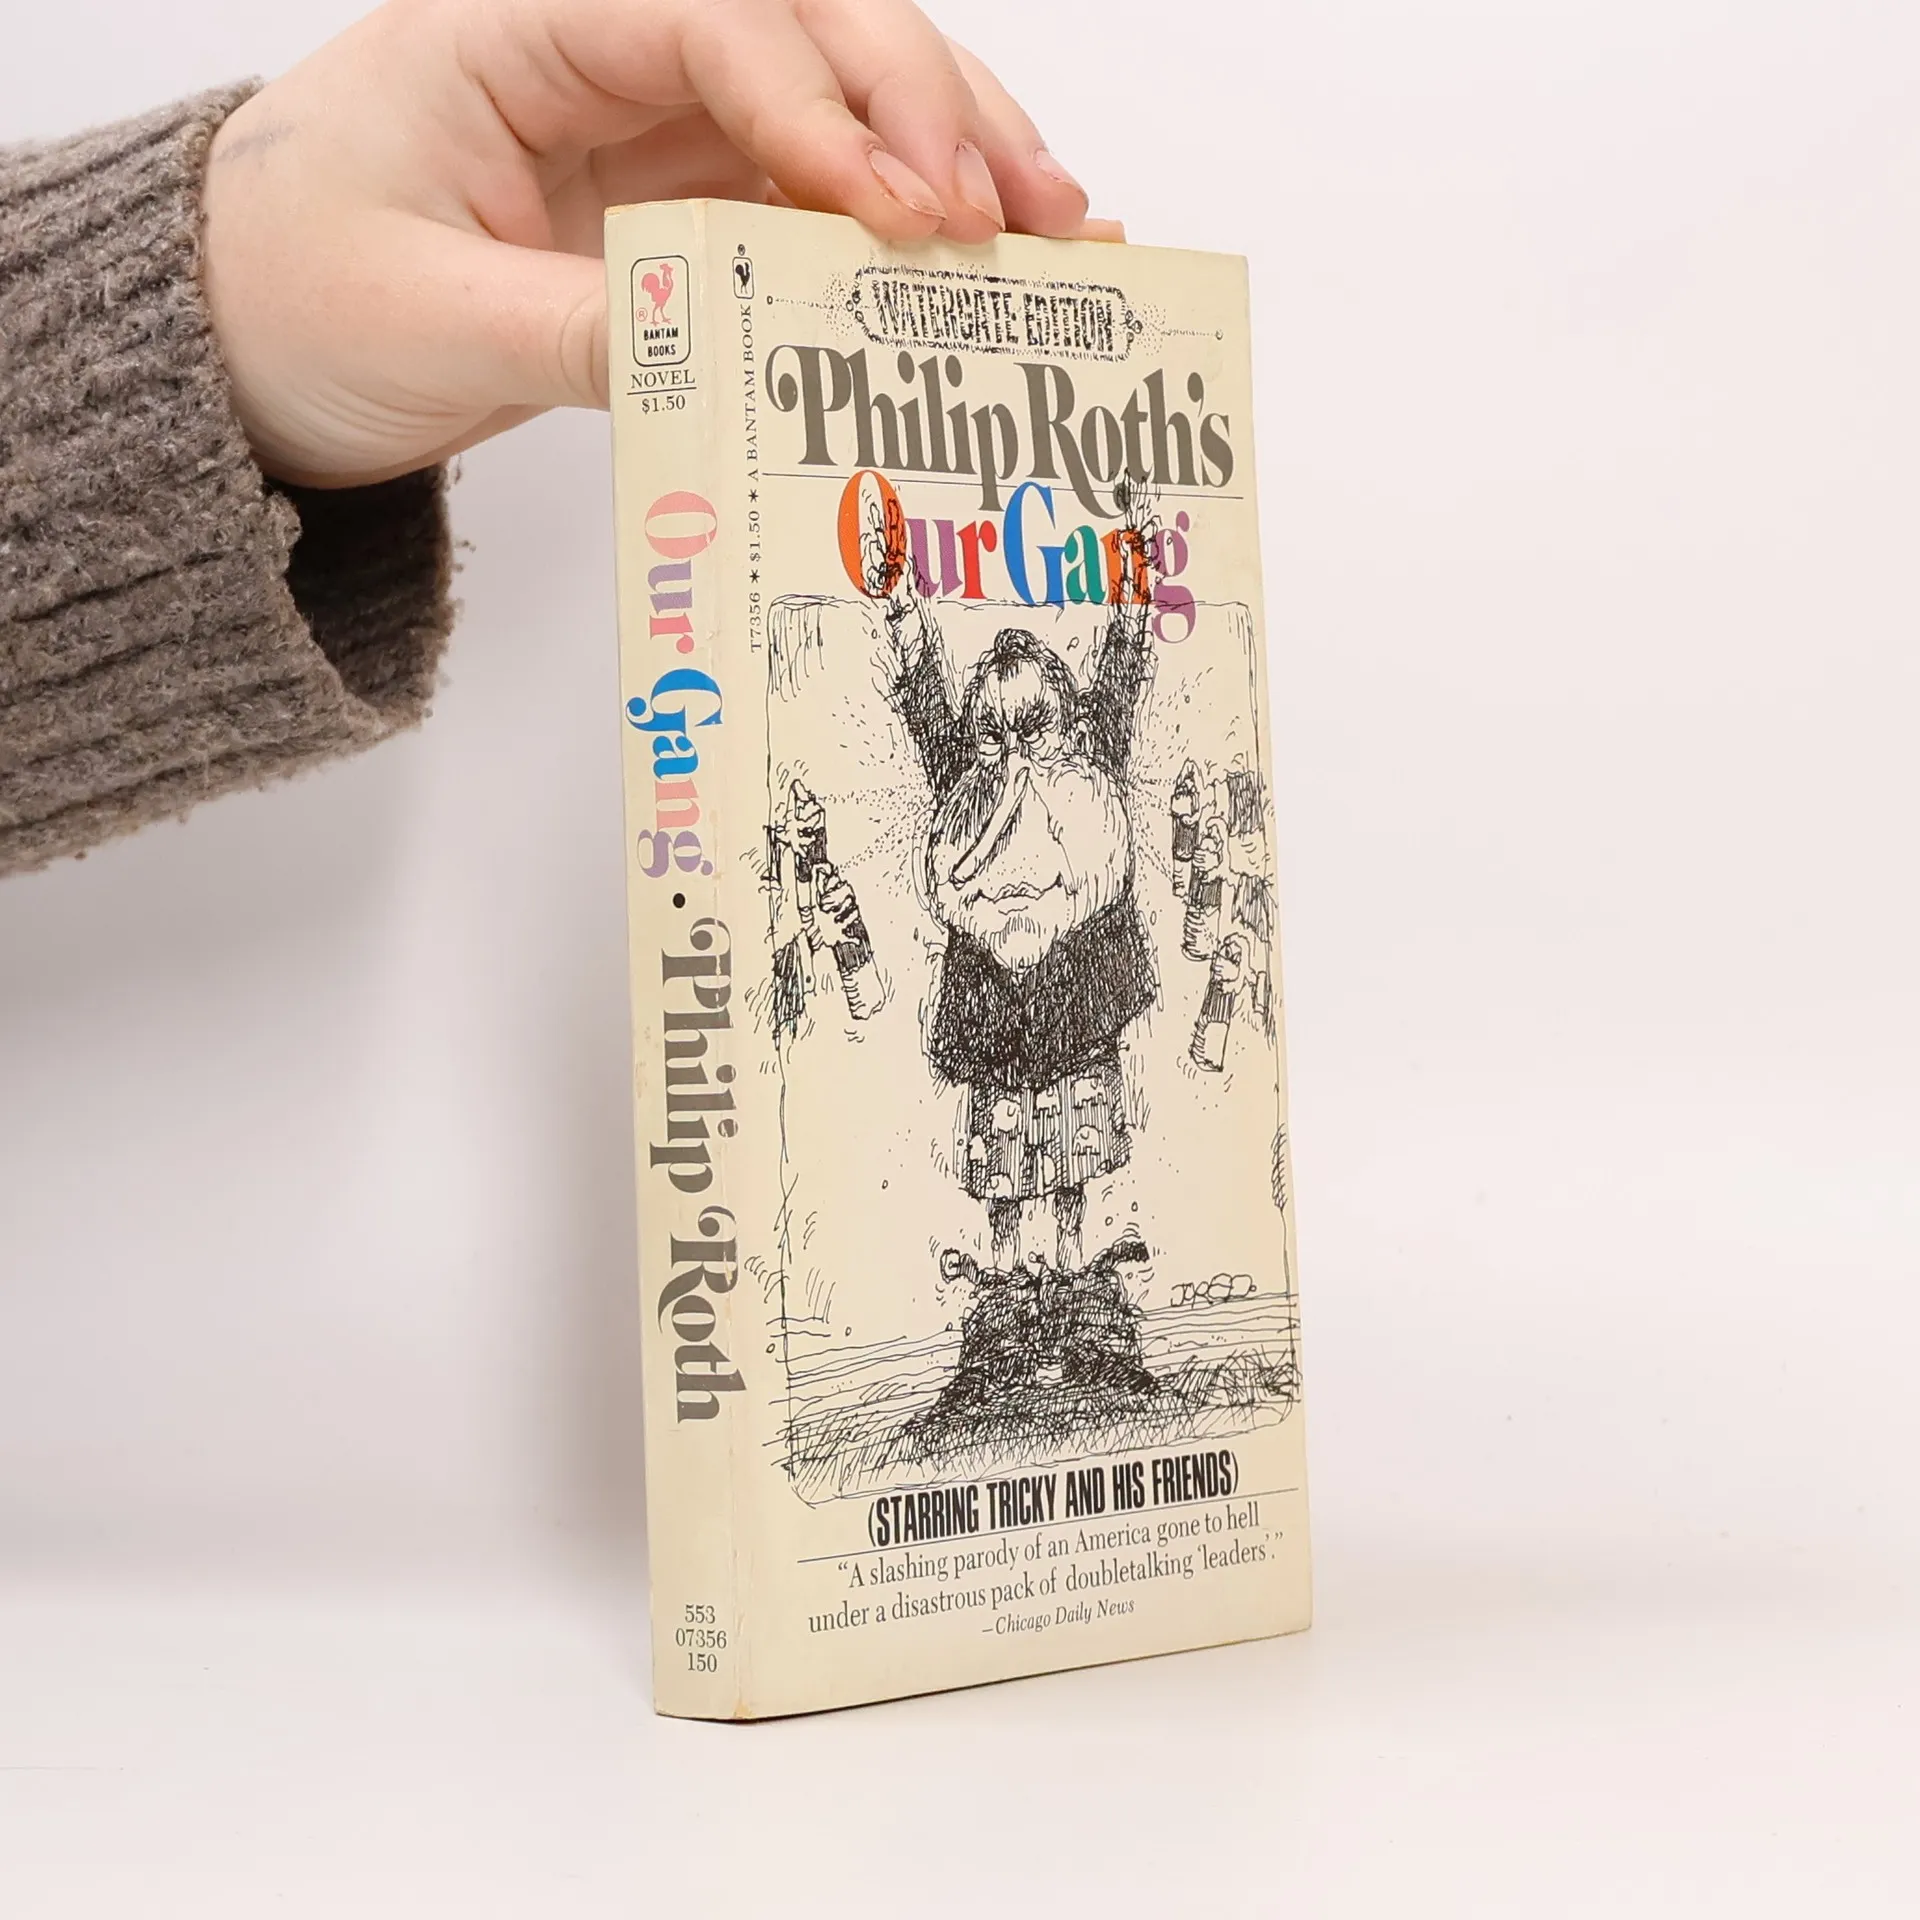 BANTAM
BOOKS
NOVEL
$1.50
Our Gang • Philip Roth
553
07356
150
T7356 * $1.50 * A BANTAM BOOK
WATERGATE EDITION
Philip Roth's
Our Gang
(STARRING TRICKY AND HIS FRIENDS)
“A slashing parody of an America gone to hell
under a disastrous pack of doubletalking ‘leaders’.”
—Chicago Daily News